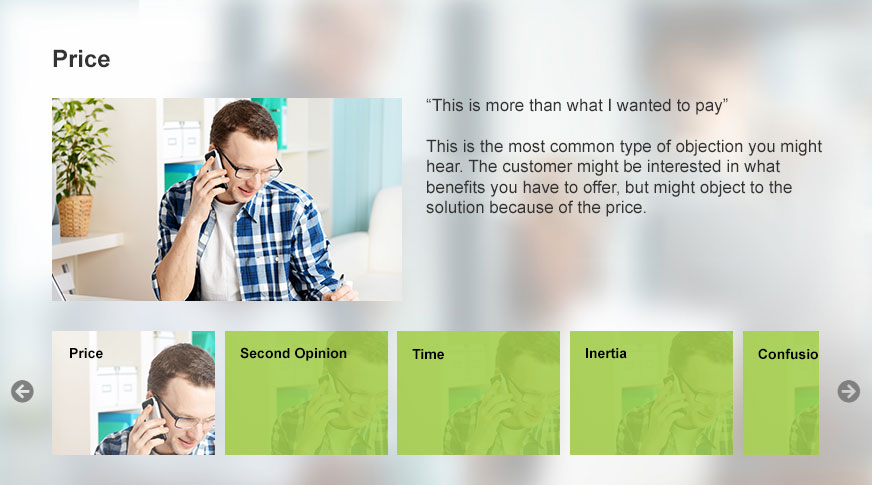 Price
“This is more than what I wanted to pay”
This is the most common type of objection you might
hear. The customer might be interested in what
benefits you have to offer, but might object to the
solution because of the price.
Price
Second Opinion
Time
Inertia
Confusio